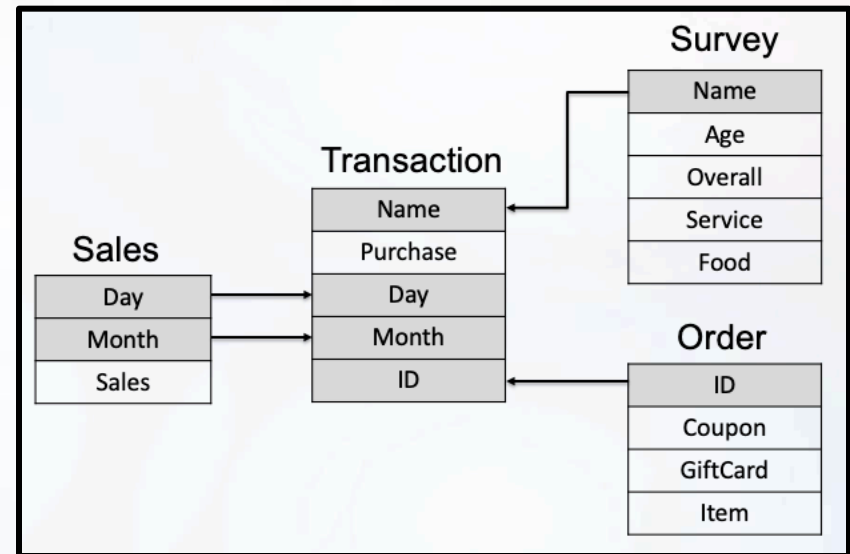 Survey
Name
Age
Overall
Service
Food
Transaction
Name
Purchase
Day
Month
ID
Sales
Day
Month
Sales
Order
ID
Coupon
GiftCard
Item